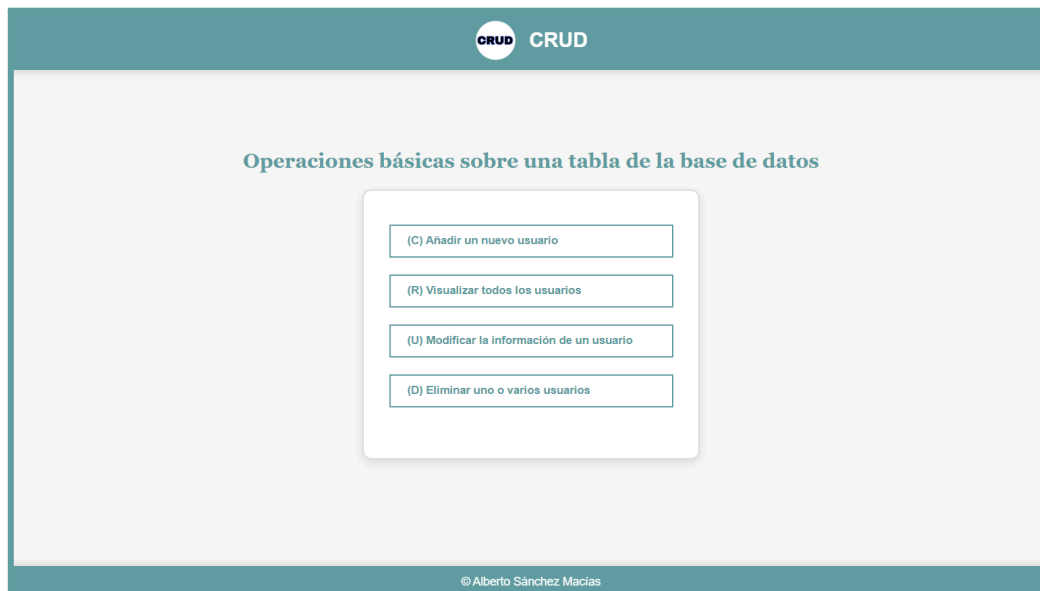 CRUD CRUD
Operaciones básicas sobre una tabla de la base de datos
(C) Añadir un nuevo usuario
(R) Visualizar todos los usuarios
(U) Modificar la información de un usuario
(D) Eliminar uno o varios usuarios
© Alberto Sánchez Macías